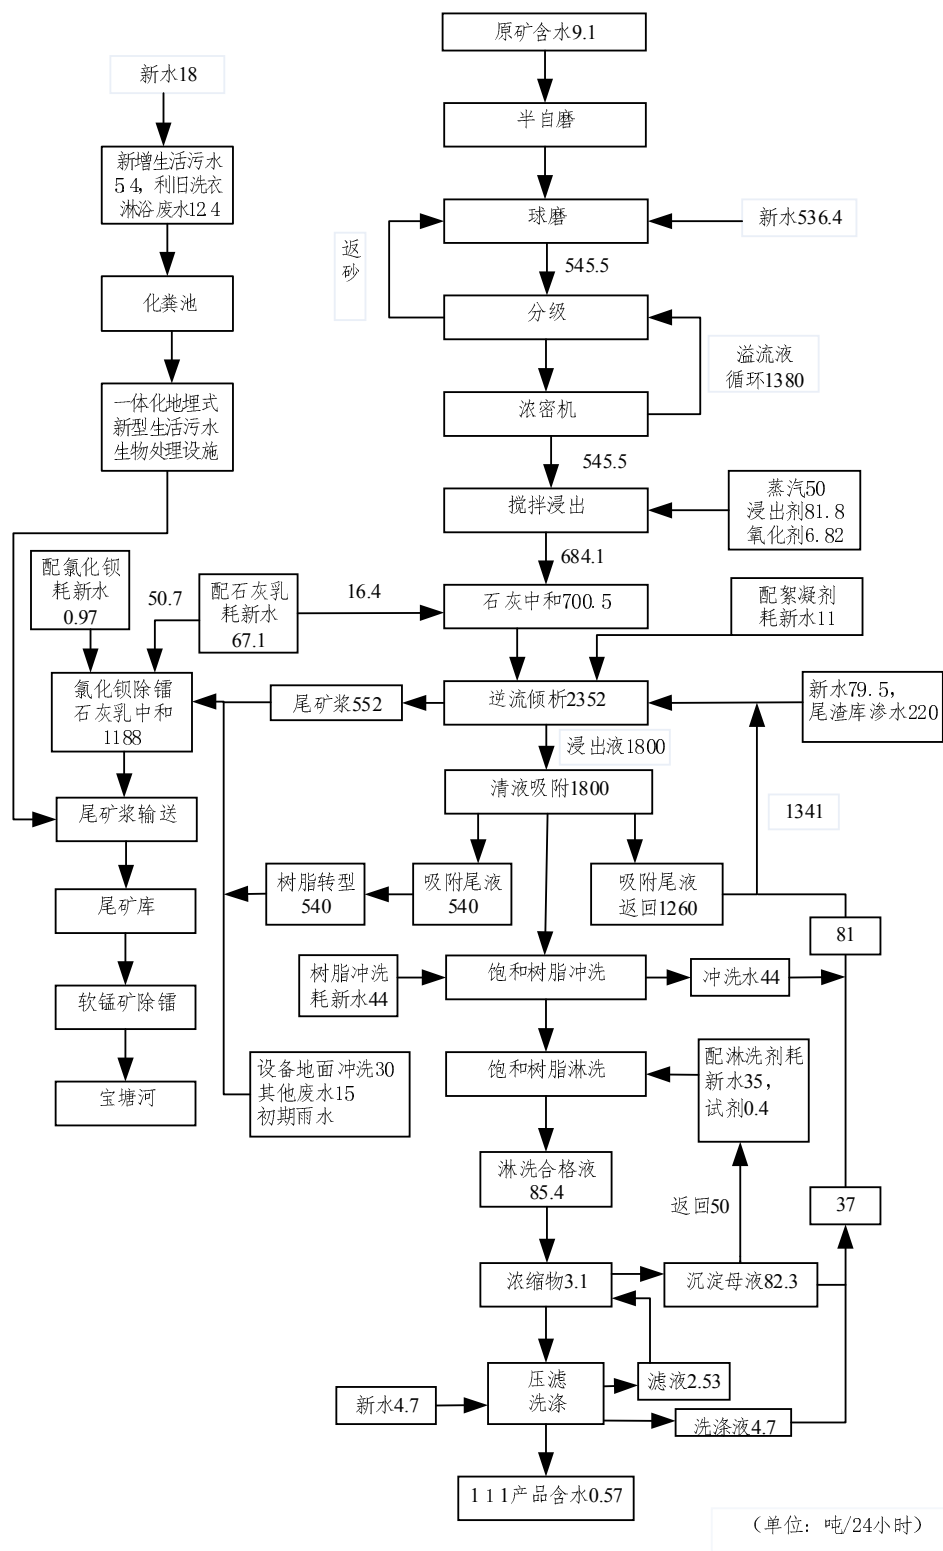 原矿含水9.1
新水18
半自磨
新增生活污水
5.4，利旧洗衣
淋浴废水12.4
球磨
新水536.4
返
砂
545.5
化粪池
分级
溢流液
循环1380
一体化地埋式
新型生活污水
生物处理设施
浓密机
545.5
搅拌浸出
蒸汽50
浸出剂81.8
氧化剂6.82
684.1
配氯化钡
耗新水
0.97
50.7
配石灰乳
耗新水
67.1
16.4
石灰中和700.5
配絮凝剂
耗新水11
氯化钡除镭
石灰乳中和
1188
尾矿浆552
逆流倾析2352
新水79.5，
尾渣库渗水220
浸出液1800
清液吸附1800
尾矿浆输送
1341
尾矿库
树脂转型
540
吸附尾液
540
吸附尾液
返回1260
81
树脂冲洗
耗新水44
饱和树脂冲洗
冲洗水44
软锰矿除镭
设备地面冲洗30
其他废水15
初期雨水
饱和树脂淋洗
配淋洗剂耗
新水35，
试剂0.4
宝塘河
淋洗合格液
85.4
返回50
37
浓缩物3.1
沉淀母液82.3
压滤
洗涤
滤液2.53
新水4.7
洗涤液4.7
111产品含水0.57
（单位：吨/24小时）